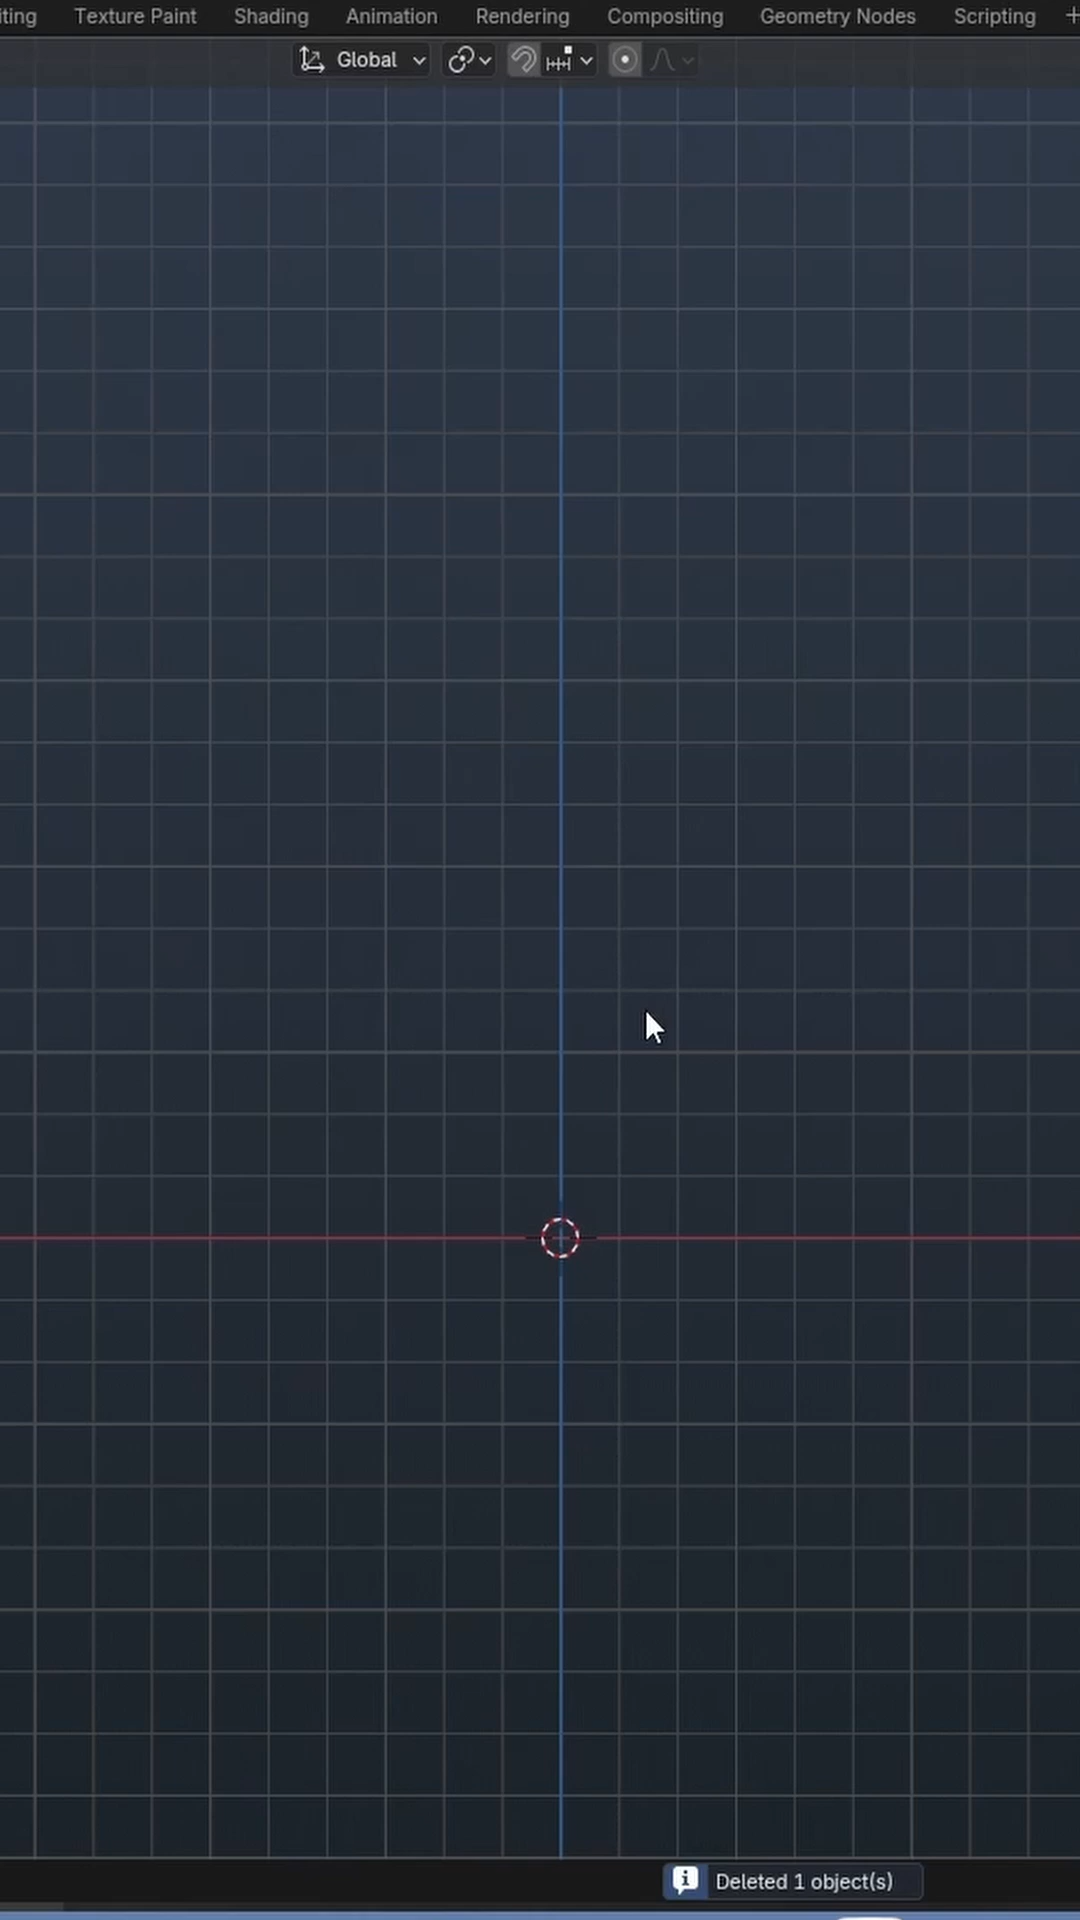 iting Texture Paint Shading Animation Rendering Compositing Geometry Nodes Scripting +
Global
Deleted 1 object(s)